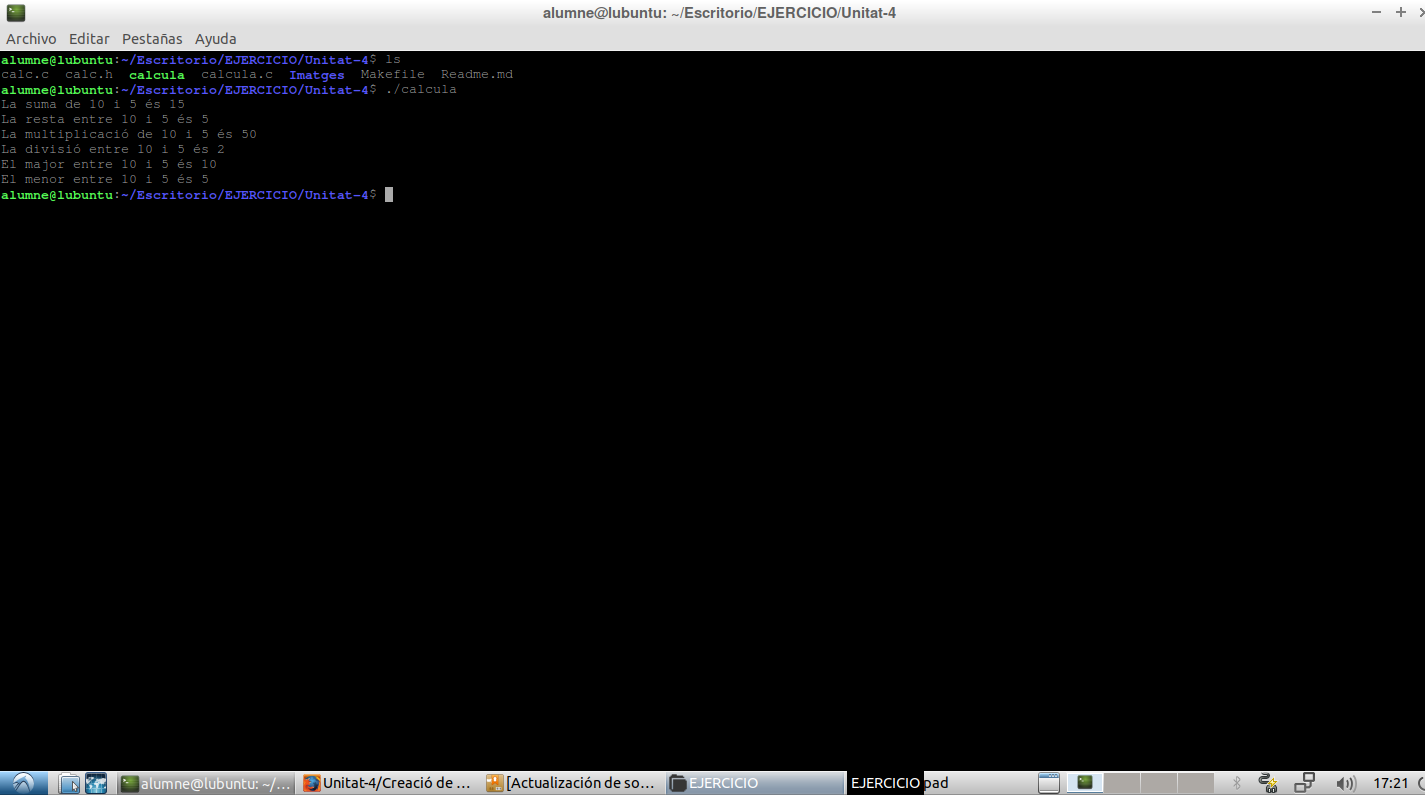 alumne@lubuntu: ~/Escritorio/EJERCICIO/Unitat-4
Archivo Editar Pestañas Ayuda
alumne@lubuntu:~/Escritorio/EJERCICIO/Unitat-4$ ls
calc.c calc.h calcula calcula.c Imatges Makefile Readme.md
alumne@lubuntu:~/Escritorio/EJERCICIO/Unitat-4$ ./calcula
La suma de 10 i 5 és 15
La resta entre 10 i 5 és 5
La multiplicació de 10 i 5 és 50
La divisió entre 10 i 5 és 2
El major entre 10 i 5 és 10
El menor entre 10 i 5 és 5
alumne@lubuntu:~/Escritorio/EJERCICIO/Unitat-4$
alumne@lubuntu: ~/... Unitat-4/Creació de ... [Actualización de so... EJERCICIO EJERCICIO pad 17:21